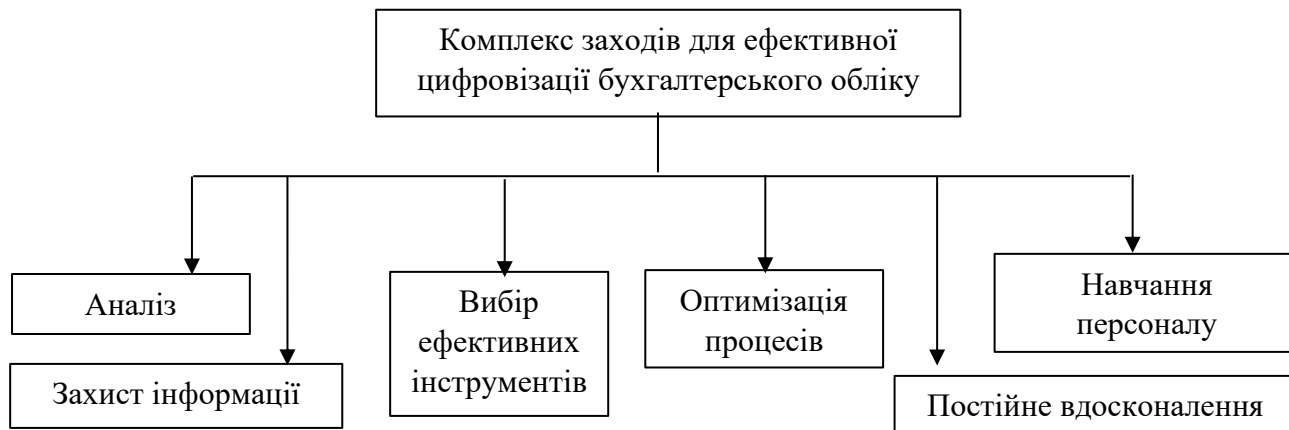 Комплекс заходів для ефективної
цифровізації бухгалтерського обліку
Аналіз
Захист інформації
Вибір
ефективних
інструментів
Оптимізація
процесів
Навчання
персоналу
Постійне вдосконалення